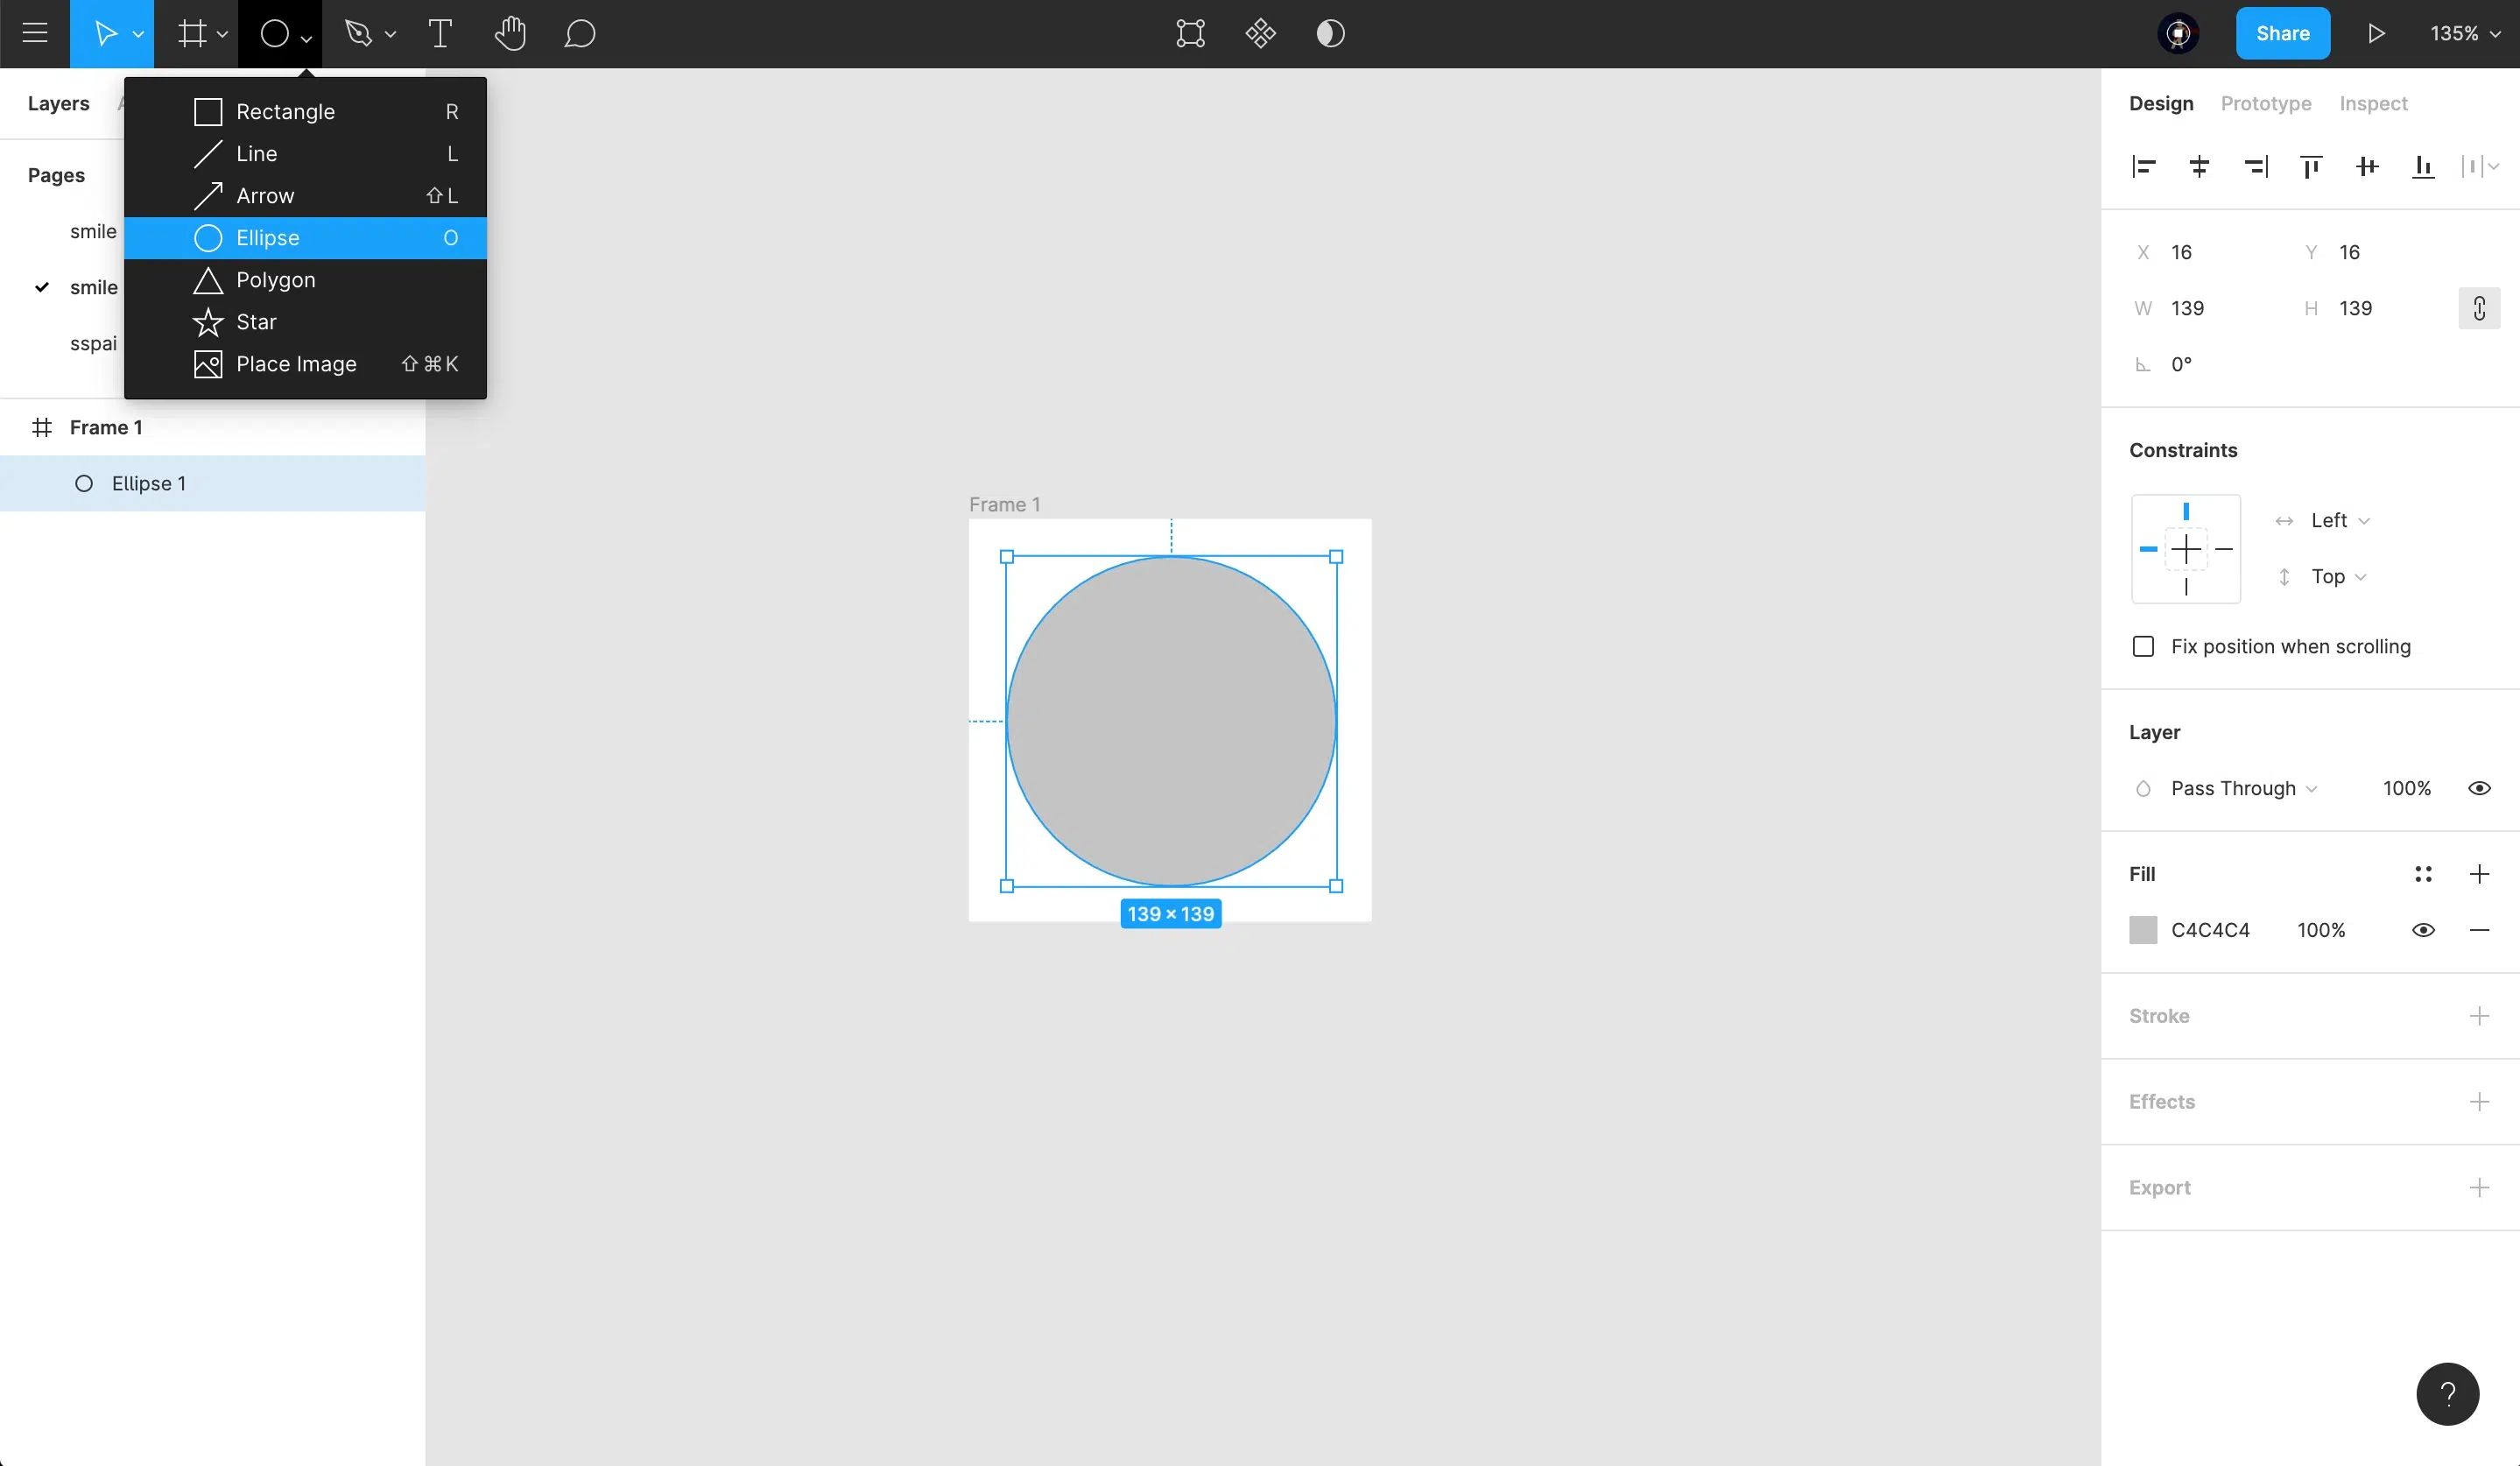 Share
135%
Layers
Rectangle R
Line L
Arrow ⇧L
Ellipse O
Polygon
Star
Place Image ⇧⌘K
Pages
smile
smile
sspai
Frame 1
Ellipse 1
Frame 1
139 × 139
Design Prototype Inspect
X 16 Y 16
W 139 H 139
0°
Constraints
Left
Top
Fix position when scrolling
Layer
Pass Through 100%
Fill
C4C4C4 100%
Stroke
Effects
Export
?